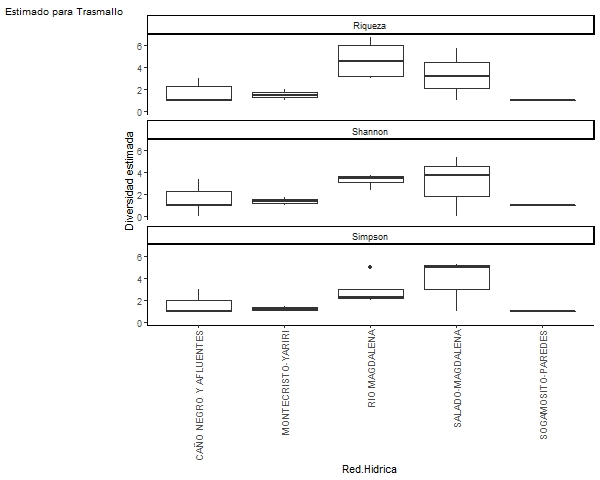 Estimado para Trasmallo
Riqueza
6
4
2
0
Shannon
6
4
2
0
Simpson
6
4
2
0
Diversidad estimada
CAÑO NEGRO Y AFLUENTES
MONTECRISTO-YARIRI
RIO MAGDALENA
SALADO-MAGDALENA
SOGAMOSITO-PAREDES
Red.Hidrica